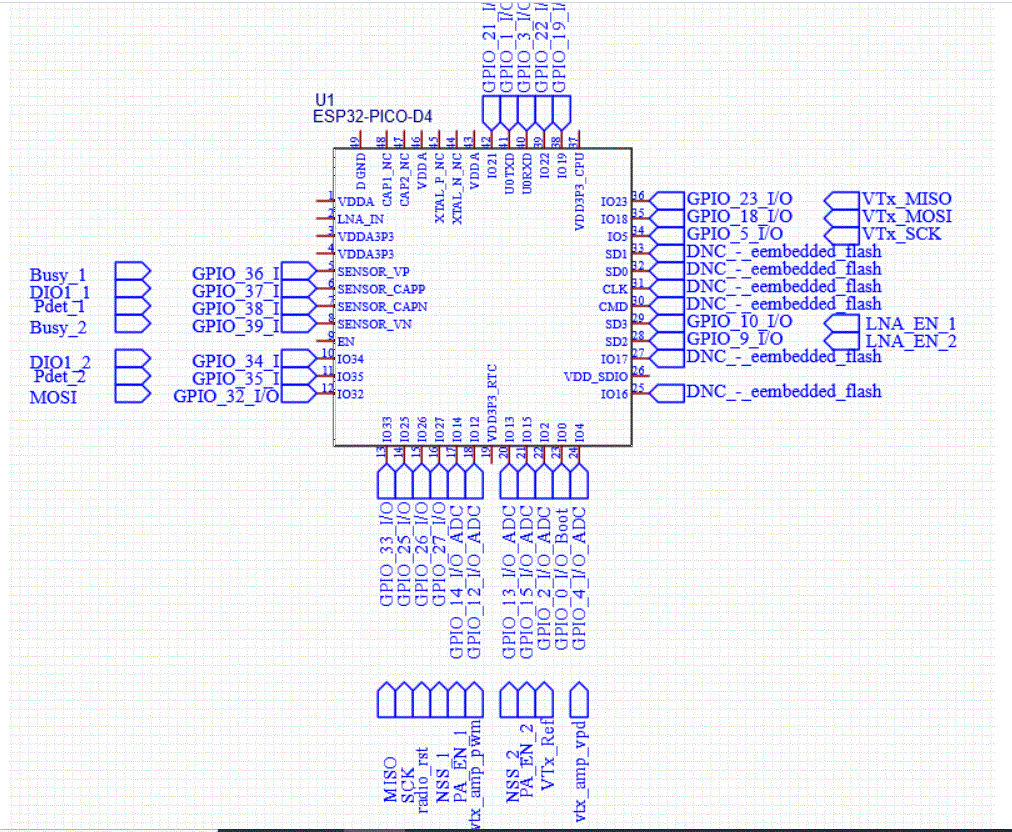 GPIO_21_I/
GPIO_1_I/O
GPIO_3_I/O
GPIO_22_I/
GPIO_19_I/
U1
ESP32-PICO-D4
49
48
47
46
45
44
43
42
41
40
39
38
37
DGND
CAP1_NC
CAP2_NC
VDDA
XTAL_P_NC
XTAL_N_NC
VDDA
IO21
U0TXD
U0RXD
IO22
IO19
VDD3P3_CPU
1 VDDA
2 LNA_IN
3 VDDA3P3
4 VDDA3P3
Busy_1 GPIO_36_I 5 SENSOR_VP
DIO1_1 GPIO_37_I 6 SENSOR_CAPP
Pdet_1 GPIO_38_I 7 SENSOR_CAPN
Busy_2 GPIO_39_I 8 SENSOR_VN
9 EN
DIO1_2 GPIO_34_I 10 IO34
Pdet_2 GPIO_35_I 11 IO35
MOSI GPIO_32_I/O 12 IO32
IO23 36 GPIO_23_I/O VTx_MISO
IO18 35 GPIO_18_I/O VTx_MOSI
IO5 34 GPIO_5_I/O VTx_SCK
SD1 33 DNC_-_eembedded_flash
SD0 32 DNC_-_eembedded_flash
CLK 31 DNC_-_eembedded_flash
CMD 30 DNC_-_eembedded_flash
SD3 29 GPIO_10_I/O LNA_EN_1
SD2 28 GPIO_9_I/O LNA_EN_2
IO17 27 DNC_-_eembedded_flash
VDD_SDIO 26
IO16 25 DNC_-_eembedded_flash
IO33
IO25
IO26
IO27
IO14
IO12
VDD3P3_RTC
IO13
IO15
IO2
IO0
IO4
13
14
15
16
17
18
19
20
21
22
23
24
GPIO_33_I/O
GPIO_25_I/O
GPIO_26_I/O
GPIO_27_I/O
GPIO_14_I/O_ADC
GPIO_12_I/O_ADC
GPIO_13_I/O_ADC
GPIO_15_I/O_ADC
GPIO_2_I/O_ADC
GPIO_0_I/O_Boot
GPIO_4_I/O_ADC
MISO
SCK
radio_rst
NSS_1
PA_EN_1
vtx_amp_pwm
NSS_2
PA_EN_2
VTx_Ref
vtx_amp_vpd